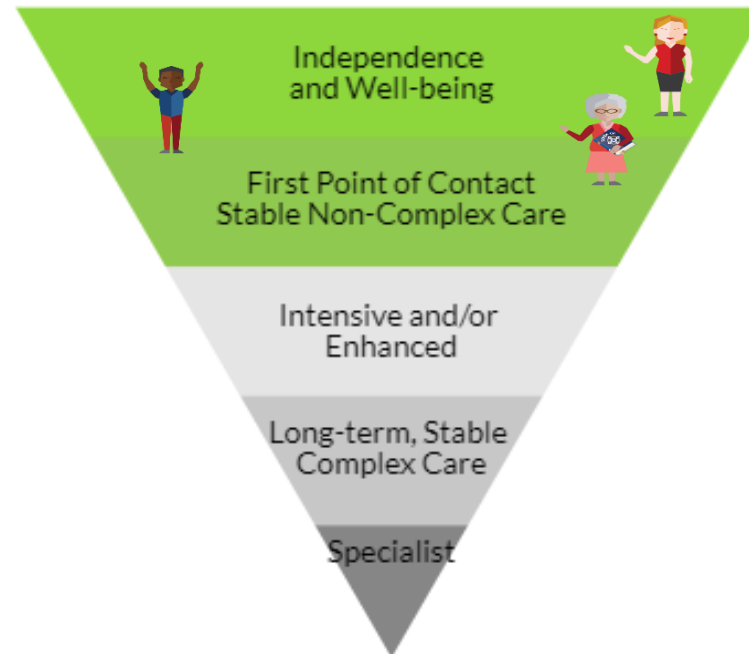 Independence
and Well-being
First Point of Contact
Stable Non-Complex Care
Intensive and/or
Enhanced
Long-term, Stable
Complex Care
Specialist